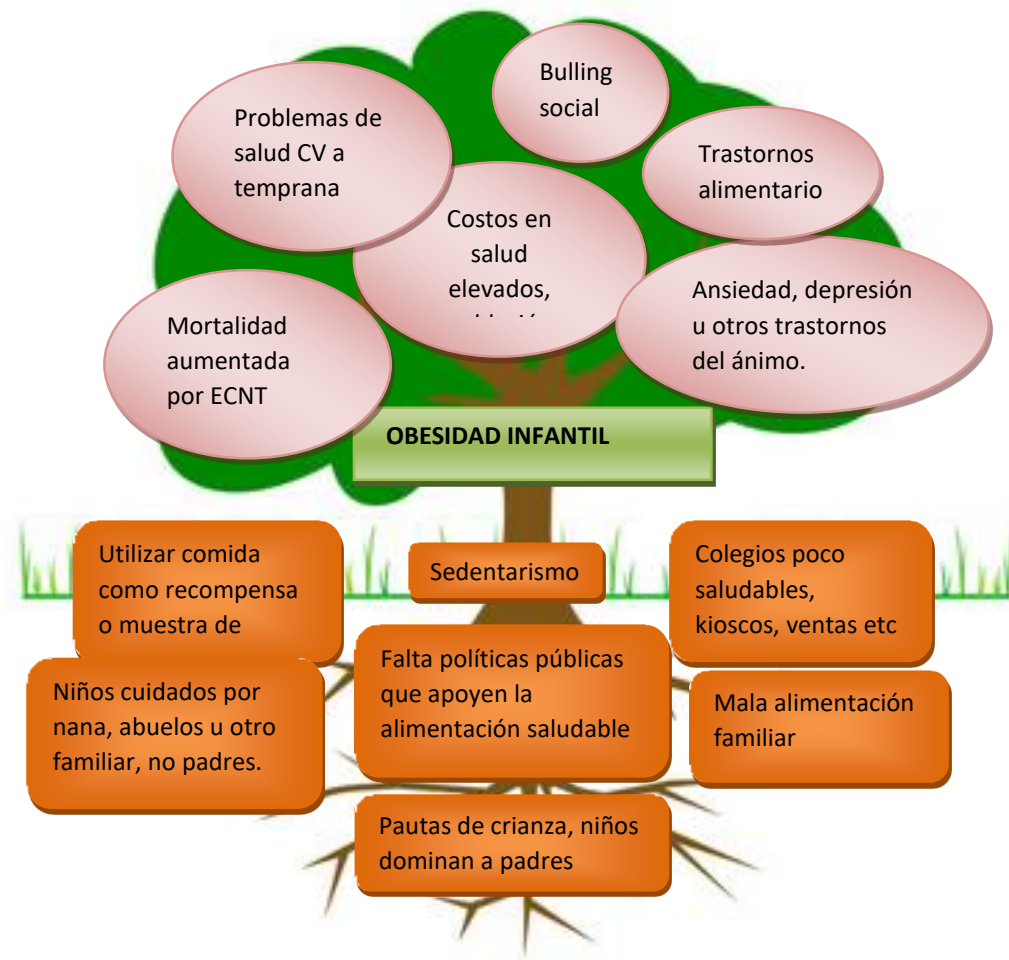 Bulling
social
Problemas de
salud CV a
temprana
Trastornos
alimentario
Costos en
salud
elevados,
Ansiedad, depresión
u otros trastornos
del ánimo.
Mortalidad
aumentada
por ECNT
OBESIDAD INFANTIL
Utilizar comida
como recompensa
o muestra de
Sedentarismo
Colegios poco
saludables,
kioscos, ventas etc
Niños cuidados por
nana, abuelos u otro
familiar, no padres.
Falta políticas públicas
que apoyen la
alimentación saludable
Mala alimentación
familiar
Pautas de crianza, niños
dominan a padres